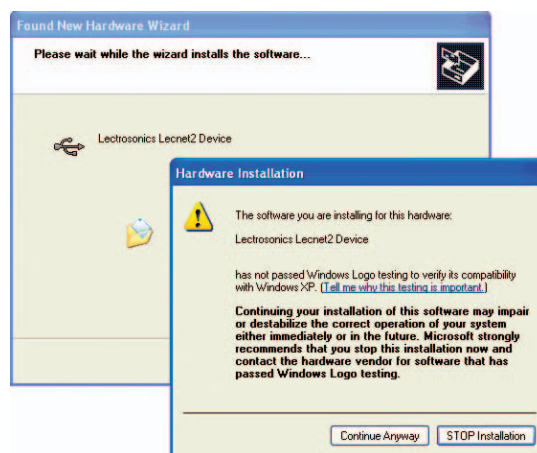 Found New Hardware Wizard
Please wait while the wizard installs the software...
Lectrosonics Lecnet2 Device
Hardware Installation
The software you are installing for this hardware:
Lectrosonics Lecnet2 Device
has not passed Windows Logo testing to verify its compatibility
with Windows XP. (Tell me why this testing is important.)
Continuing your installation of this software may impair
or destabilize the correct operation of your system
either immediately or in the future. Microsoft strongly
recommends that you stop this installation now and
contact the hardware vendor for software that has
passed Windows Logo testing.
Continue Anyway
STOP Installation